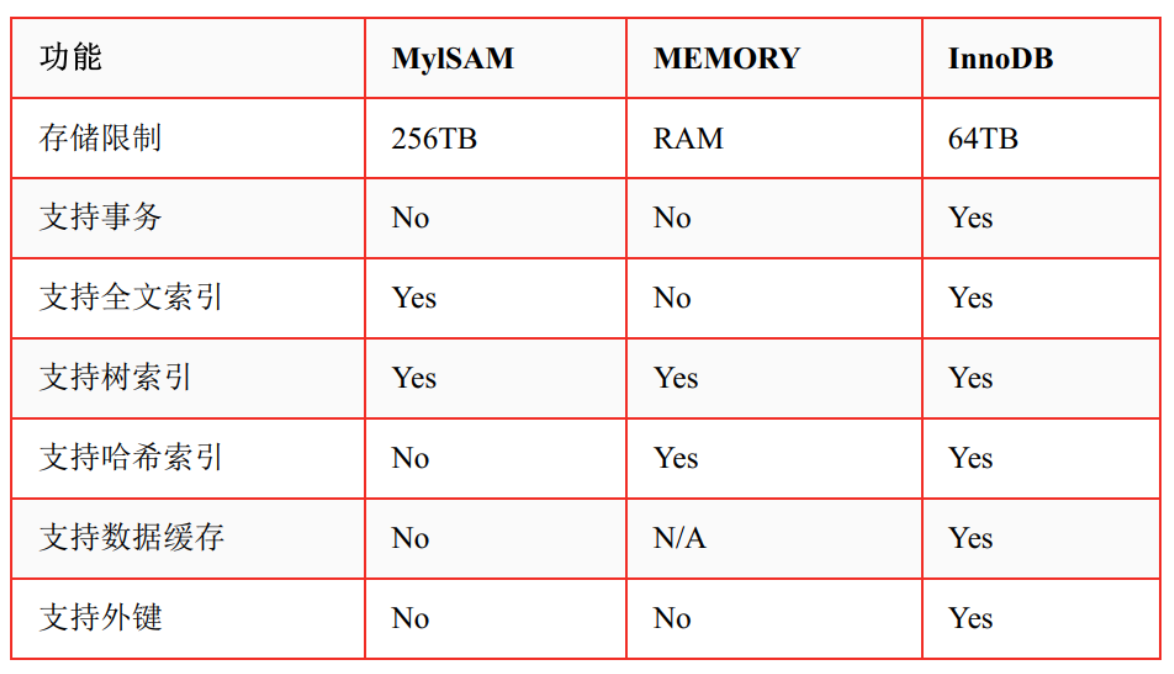 功能 MylSAM MEMORY InnoDB
存储限制 256TB RAM 64TB
支持事务 No No Yes
支持全文索引 Yes No Yes
支持树索引 Yes Yes Yes
支持哈希索引 No Yes Yes
支持数据缓存 No N/A Yes
支持外键 No No Yes